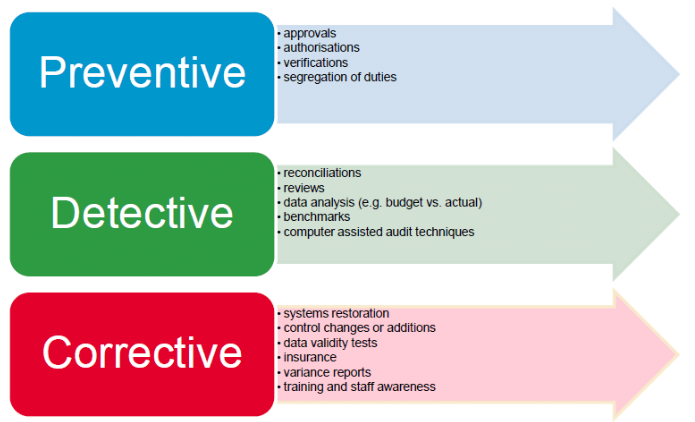 Preventive
• approvals
• authorisations
• verifications
• segregation of duties
Detective
• reconciliations
• reviews
• data analysis (e.g. budget vs. actual)
• benchmarks
• computer assisted audit techniques
Corrective
• systems restoration
• control changes or additions
• data validity tests
• insurance
• variance reports
• training and staff awareness